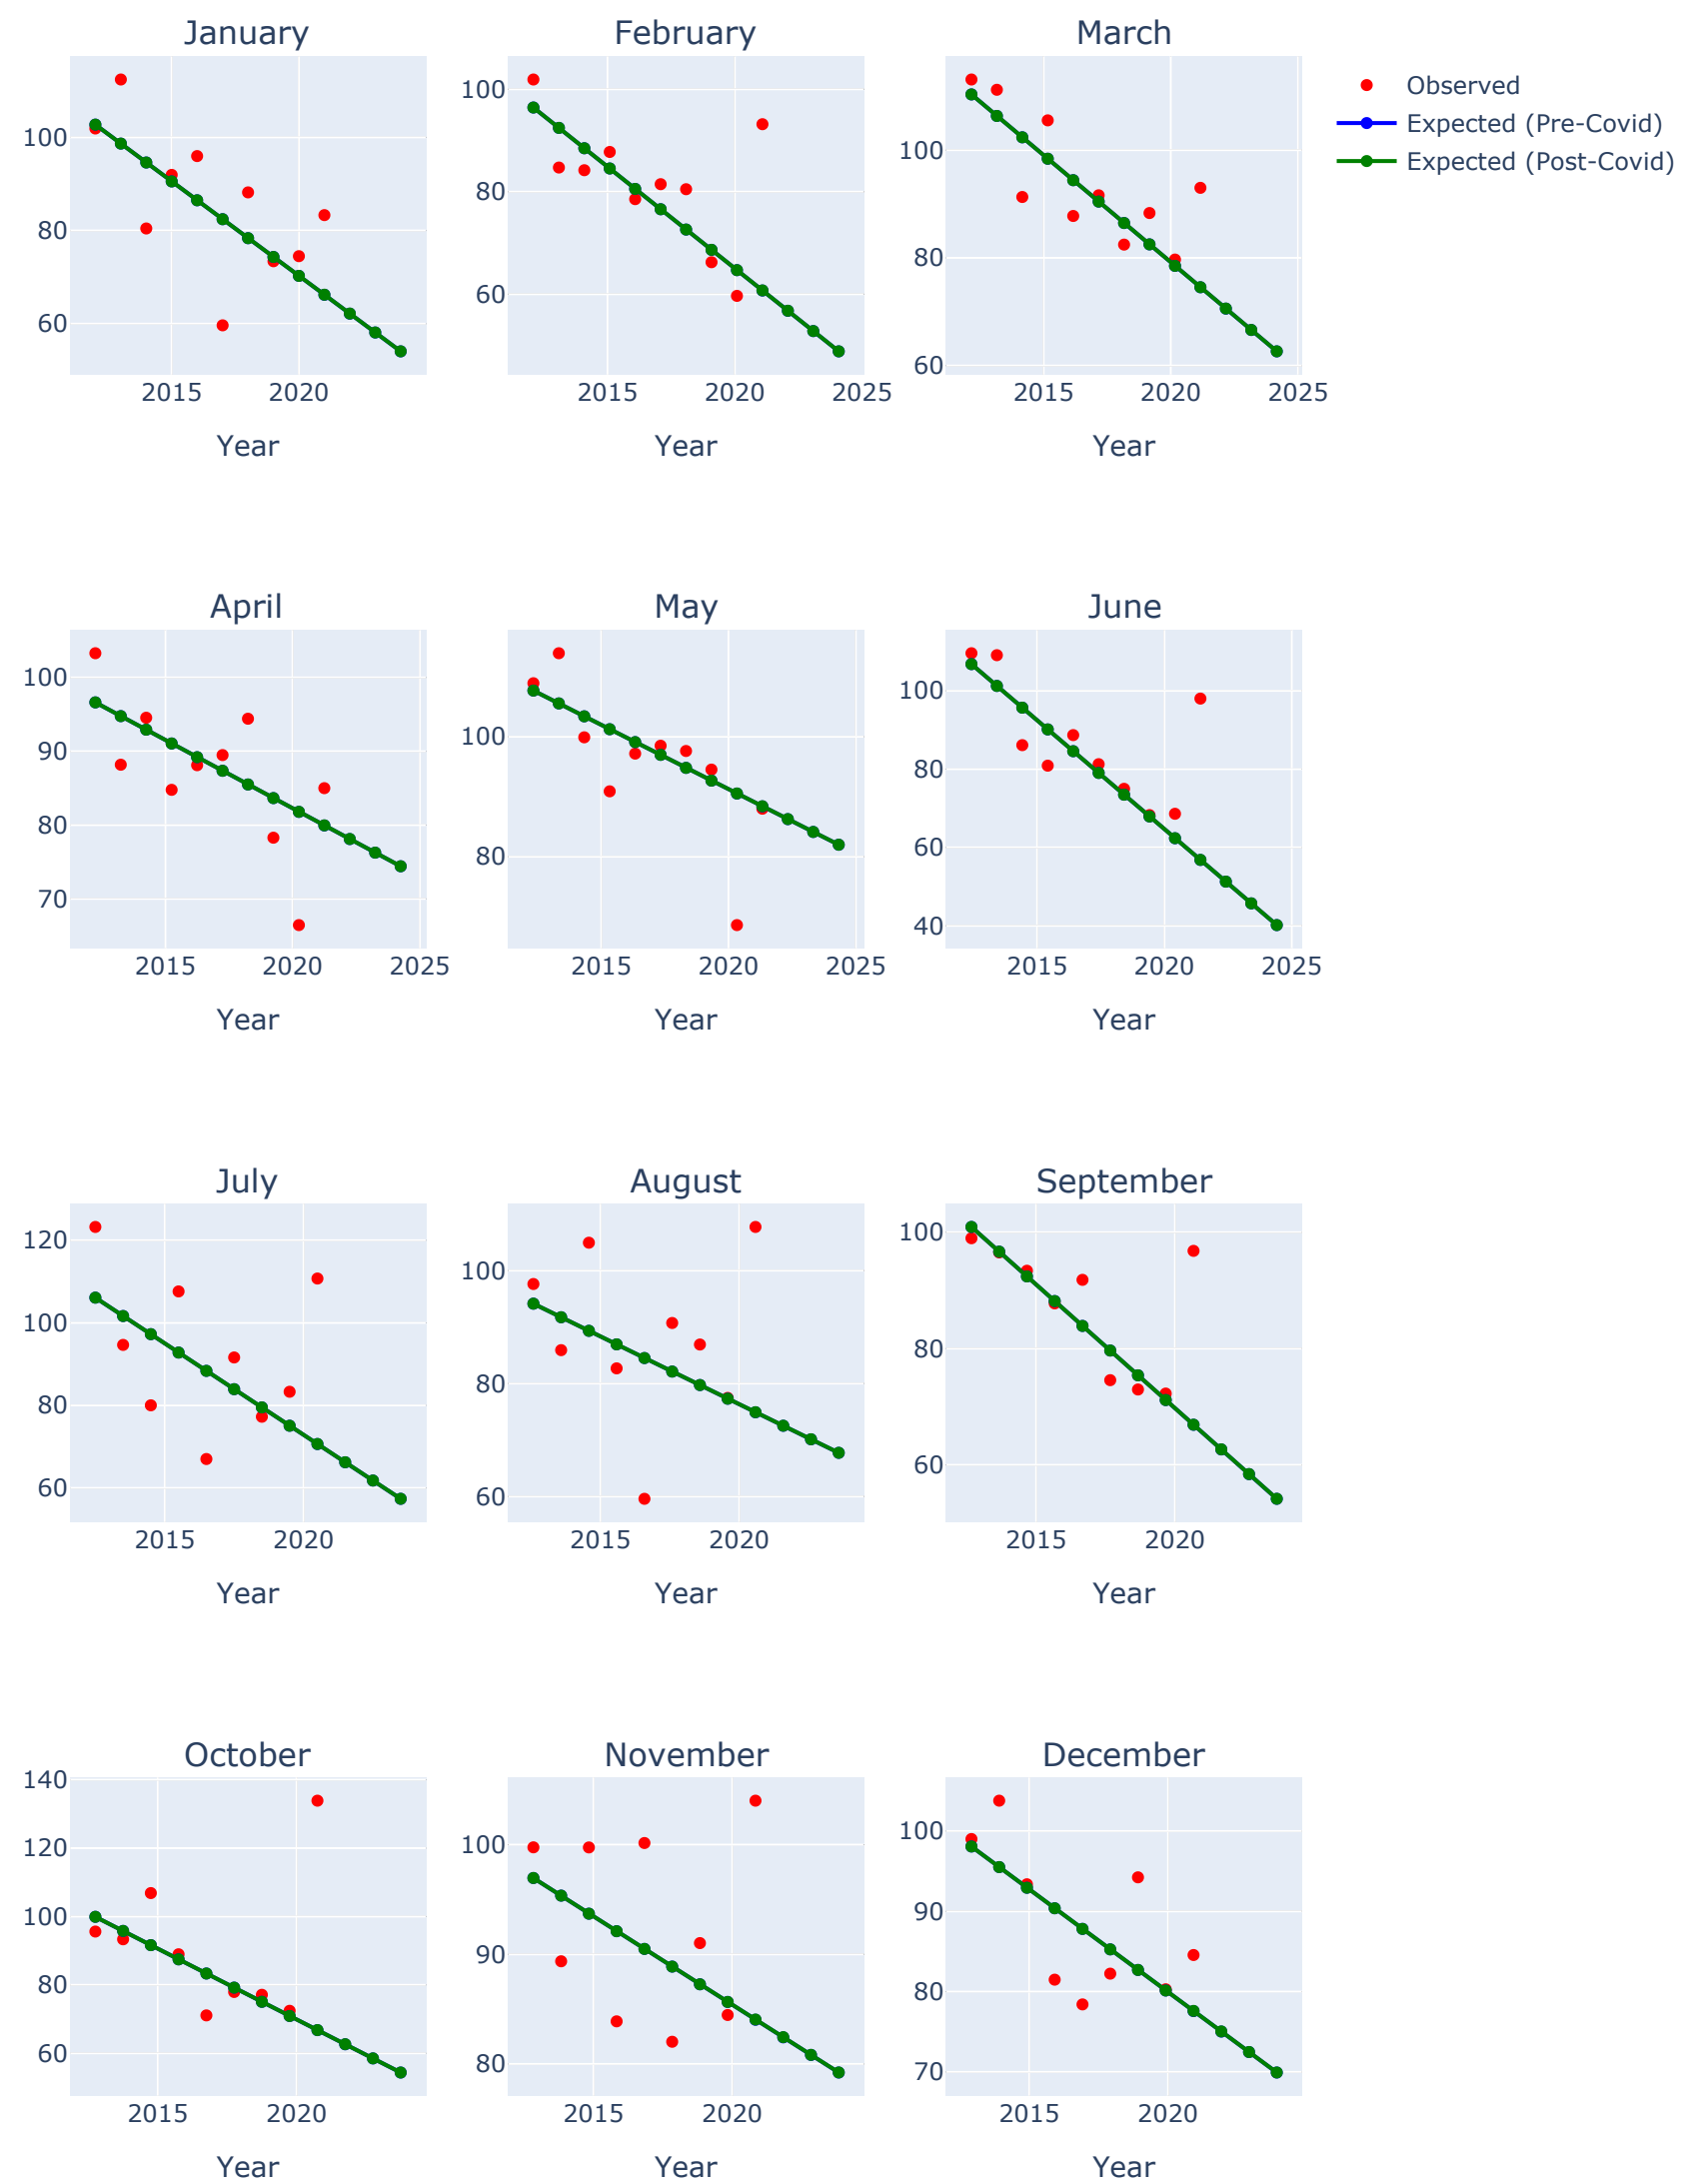 January
February
March
100
80
60
2015
2020
Year
100
80
60
2015
2020
2025
Year
100
80
60
2015
2020
2025
Year
Observed
Expected (Pre-Covid)
Expected (Post-Covid)
April
May
June
100
90
80
70
2015
2020
2025
Year
100
80
2015
2020
2025
Year
100
80
60
40
2015
2020
2025
Year
July
August
September
120
100
80
60
2015
2020
Year
100
80
60
2015
2020
Year
100
80
60
2015
2020
Year
October
November
December
140
120
100
80
60
2015
2020
Year
100
90
80
2015
2020
Year
100
90
80
70
2015
2020
Year